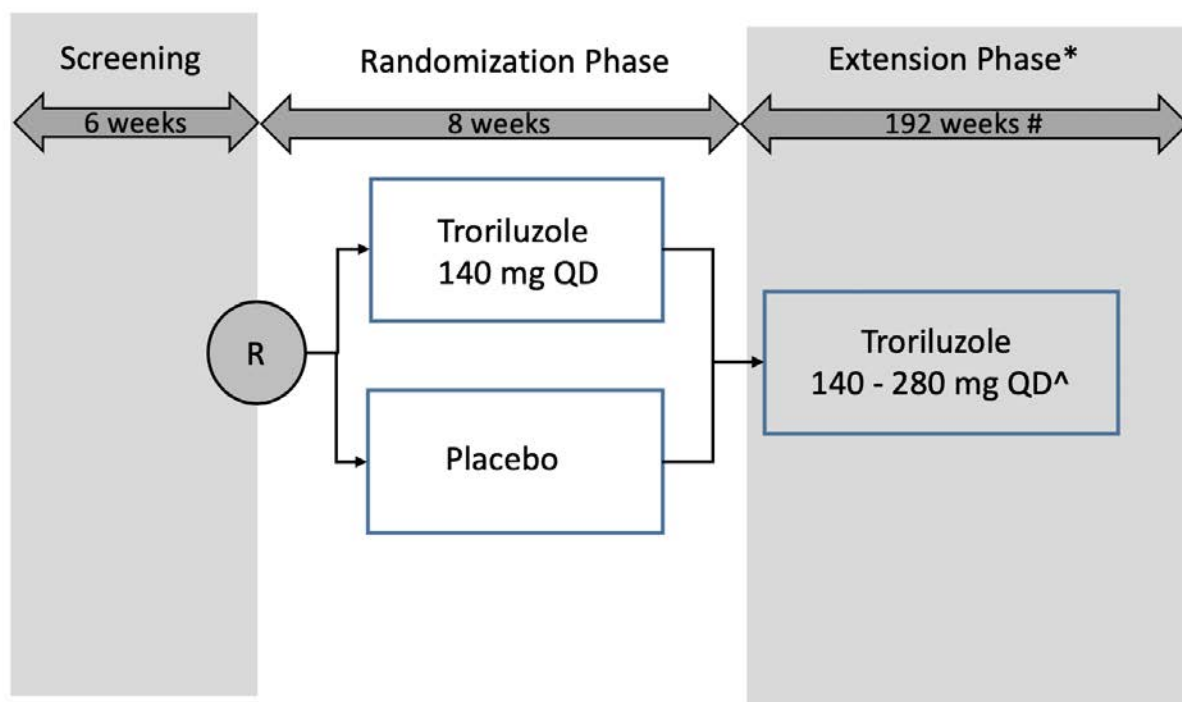 Screening
Randomization Phase
Extension Phase*
6 weeks
8 weeks
192 weeks #
Troriluzole
140 mg QD
R
Troriluzole
140 - 280 mg QD^
Placebo